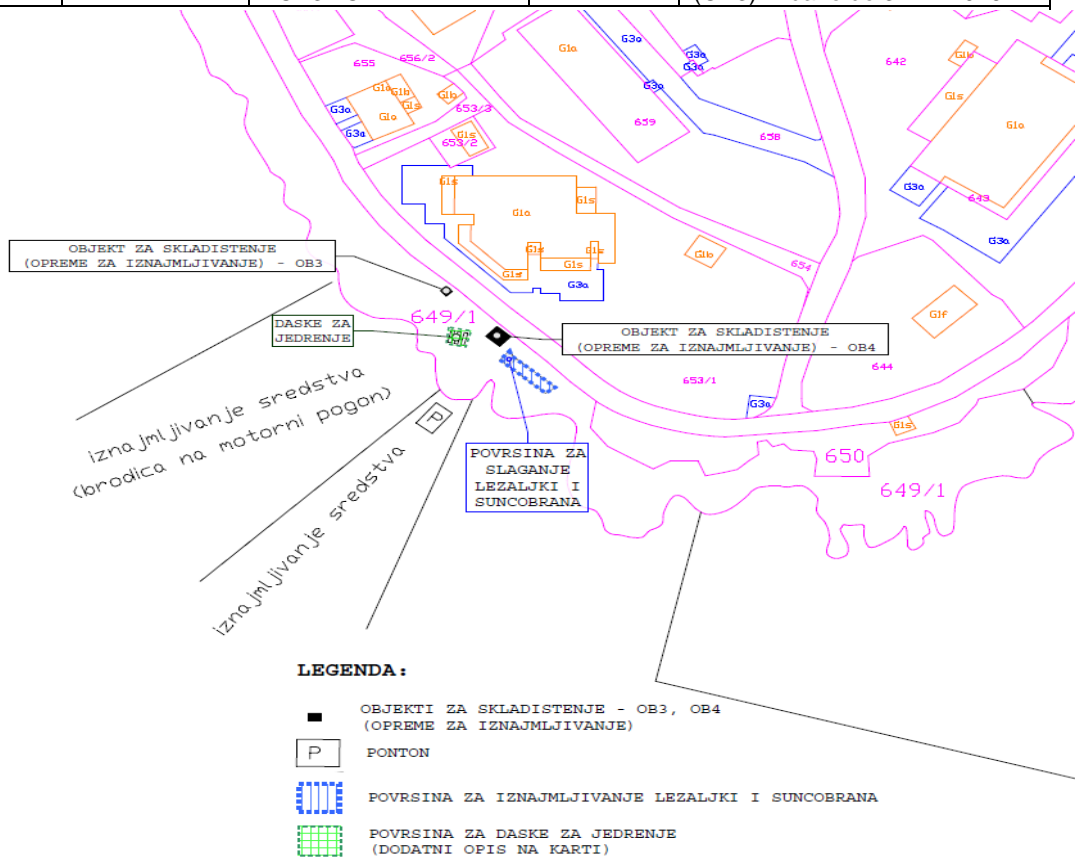 656/2
655
G3a
G1a
642
G3a
G3a
G3a
G1b
G1a
G1b
G1b
G1s
G1s
G3a
G1a
653/3
659
G1a
G3a
G1s
653/2
658
G1s
G1s
G3a
643
G1a
G3a
OBJEKT ZA SKLADISTENJE
(OPREME ZA IZNAJMLJIVANJE) - OB3
G1s
G1s
G1b
G1s
654
G1sf
G3a
649/1
G1f
DASKE ZA
JEDRENJE
OBJEKT ZA SKLADISTENJE
(OPREME ZA IZNAJMLJIVANJE) - OB4
644
653/1
iznajmljivanje sredstva
(brodica na motorni pogon)
G3a
P
G1s
POVRSINA ZA
SLAGANJE
LEZALJKI I
SUNCOBRANA
650
649/1
iznajmljivanje sredstva
LEGENDA:
OBJEKTI ZA SKLADISTENJE - OB3, OB4
(OPREME ZA IZNAJMLJIVANJE)
P PONTON
POVRSINA ZA IZNAJMLJIVANJE LEZALJKI I SUNCOBRANA
POVRSINA ZA DASKE ZA JEDRENJE
(DODATNI OPIS NA KARTI)